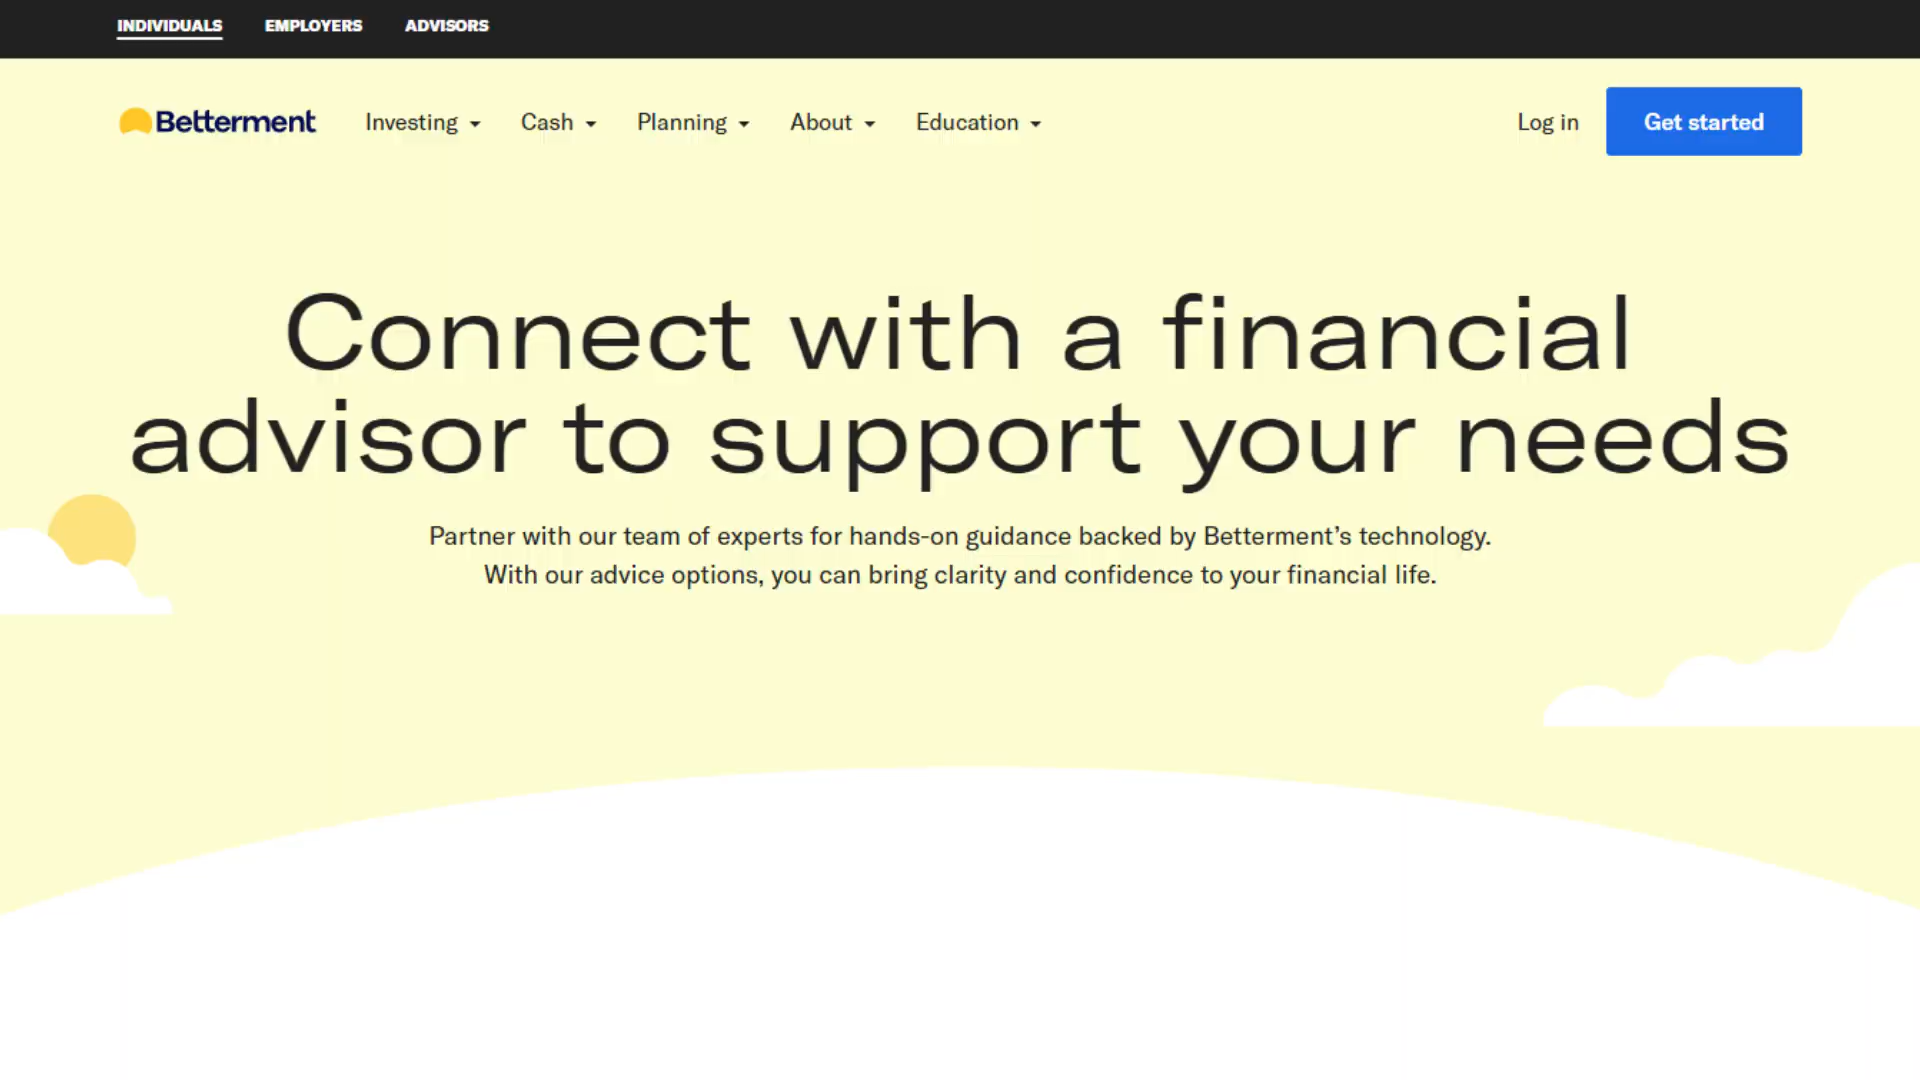 INDIVIDUALS EMPLOYERS ADVISORS
Betterment Investing Cash Planning About Education Log in Get started
Connect with a financial
advisor to support your needs
Partner with our team of experts for hands-on guidance backed by Betterment’s technology.
With our advice options, you can bring clarity and confidence to your financial life.